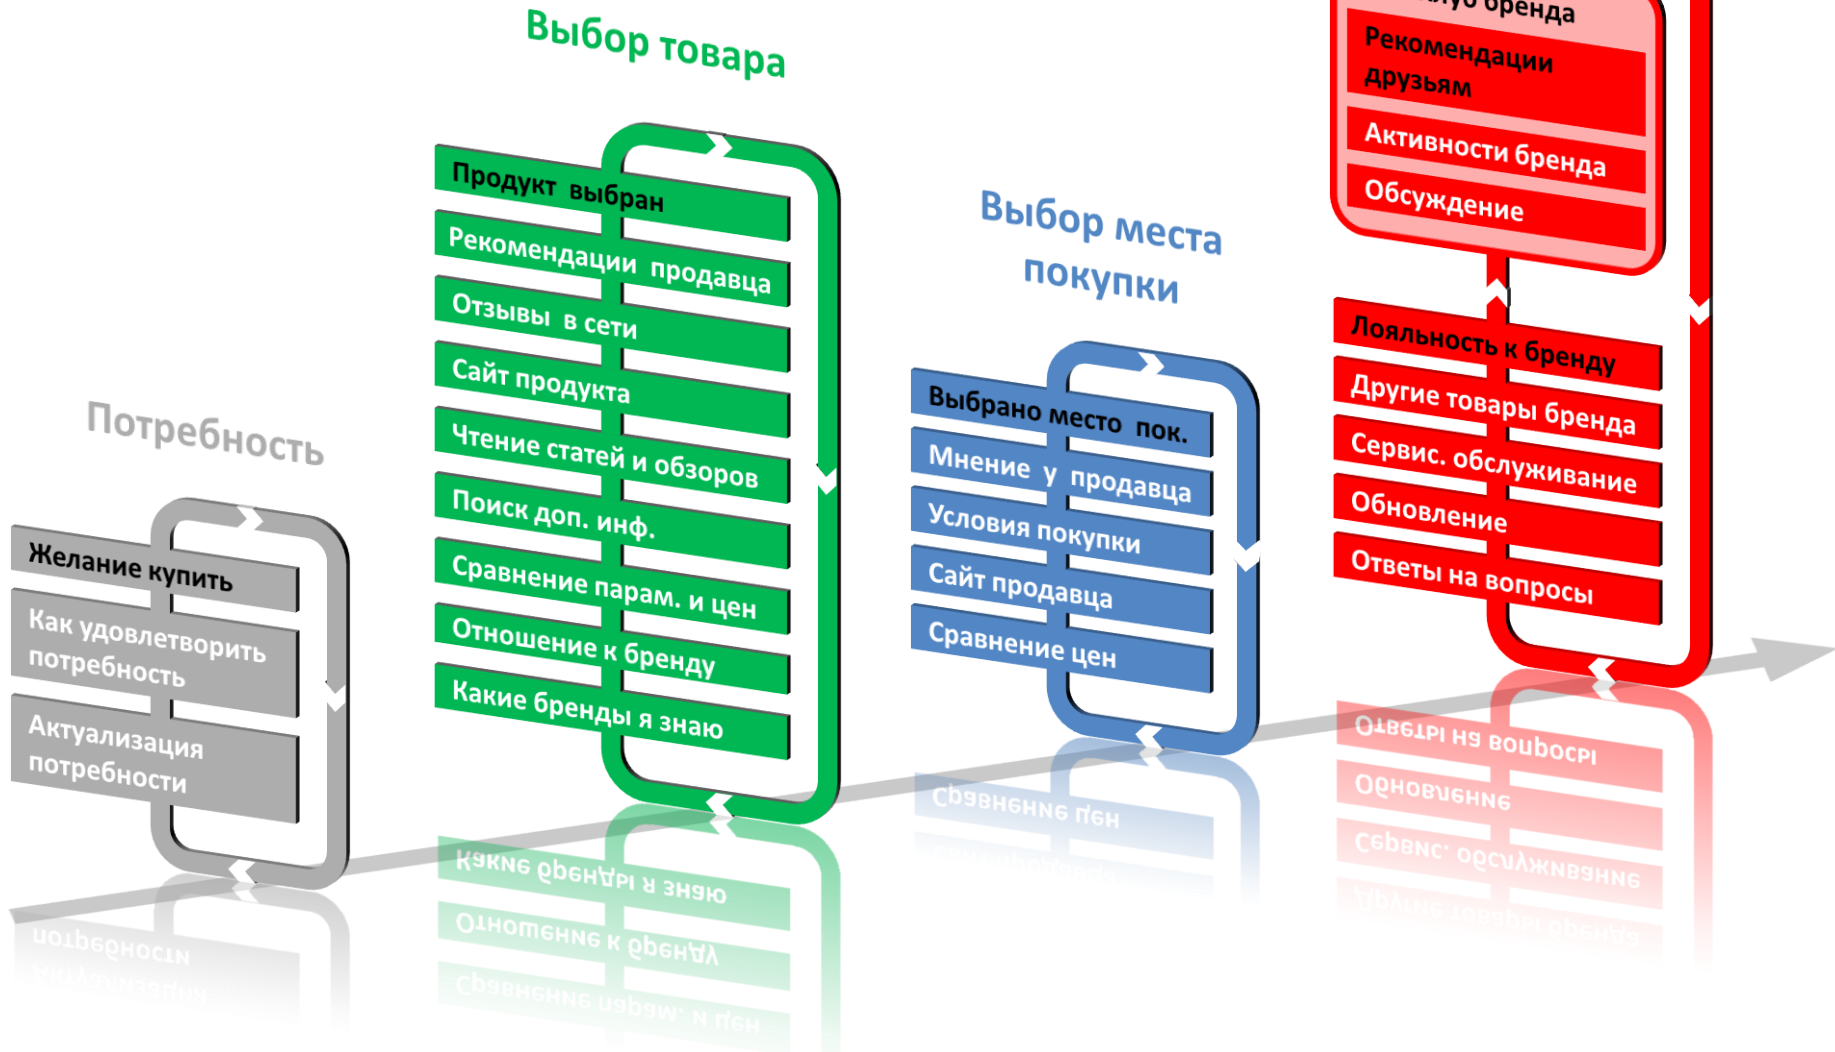 Потребность
Желание купить
Как удовлетворить
потребность
Актуализация
потребности
Выбор товара
Продукт выбран
Рекомендации продавца
Отзывы в сети
Сайт продукта
Чтение статей и обзоров
Поиск доп. инф.
Сравнение парам. и цен
Отношение к бренду
Какие бренды я знаю
Выбор места
покупки
Выбрано место пок.
Мнение у продавца
Условия покупки
Сайт продавца
Сравнение цен
бренда
Рекомендации
друзьям
Активности бренда
Обсуждение
Лояльность к бренду
Другие товары бренда
Сервис. обслуживание
Обновление
Ответы на вопросы